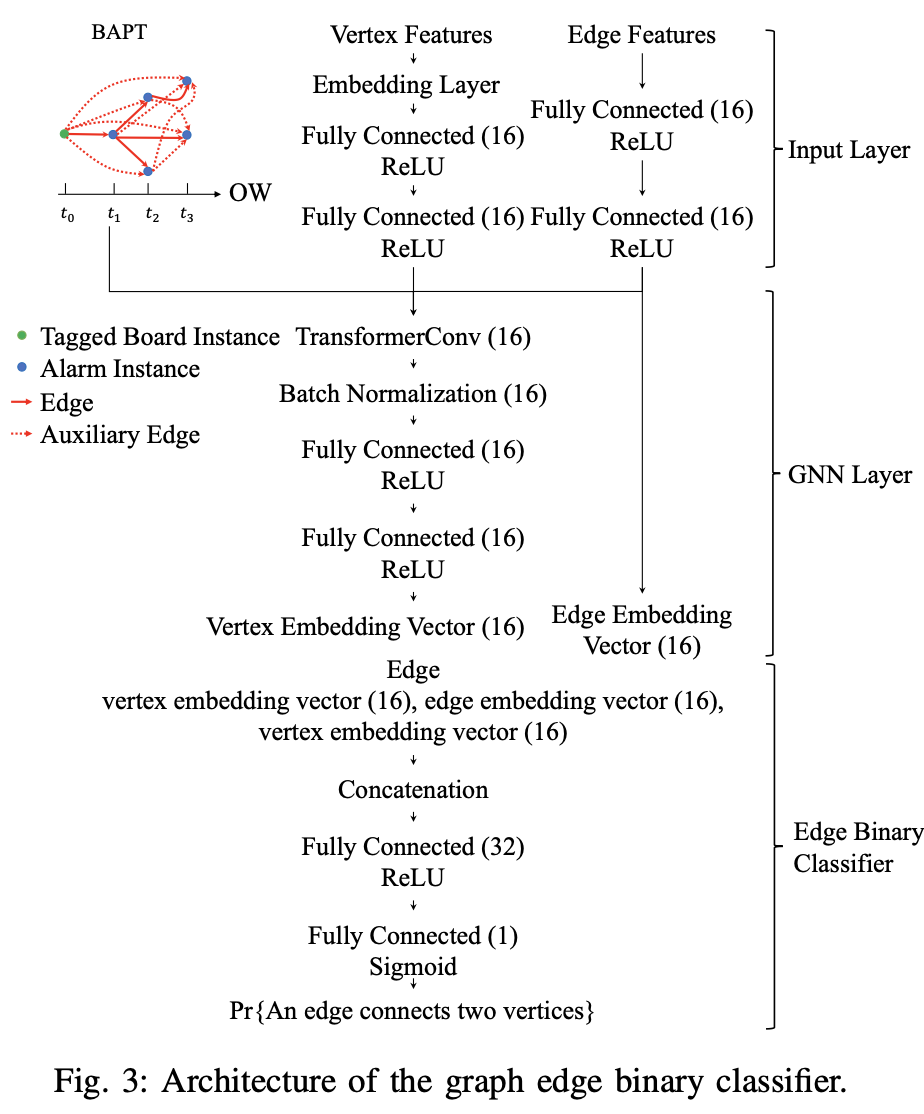 BAPT
OW
t₀ t₁ t₂ t₃
Vertex Features
Embedding Layer
Fully Connected (16)
ReLU
Fully Connected (16)
ReLU
Edge Features
Fully Connected (16)
ReLU
Fully Connected (16)
ReLU
Input Layer
Tagged Board Instance
Alarm Instance
Edge
Auxiliary Edge
TransformerConv (16)
Batch Normalization (16)
Fully Connected (16)
ReLU
Fully Connected (16)
ReLU
Vertex Embedding Vector (16)
Edge Embedding
Vector (16)
GNN Layer
Edge
vertex embedding vector (16), edge embedding vector (16),
vertex embedding vector (16)
Concatenation
Fully Connected (32)
ReLU
Fully Connected (1)
Sigmoid
Pr{An edge connects two vertices}
Edge Binary
Classifier
Fig. 3: Architecture of the graph edge binary classifier.